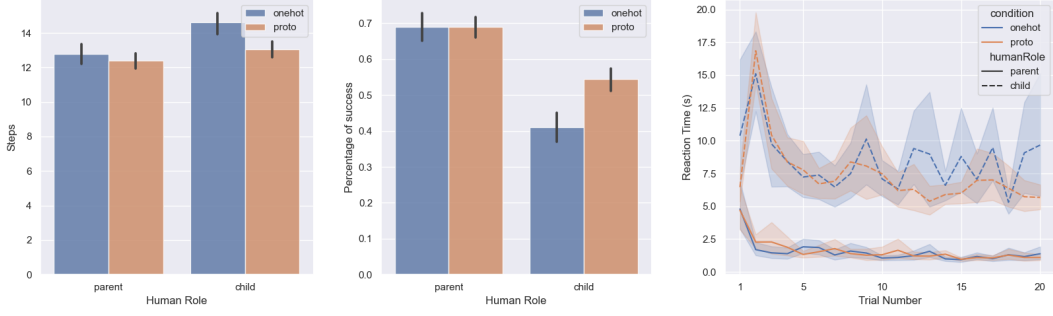 Steps
14
12
10
8
6
4
2
0
parent
child
Human Role
onehot
proto
Percentage of success
0.7
0.6
0.5
0.4
0.3
0.2
0.1
0.0
parent
child
Human Role
onehot
proto
Reaction Time (s)
20.0
17.5
15.0
12.5
10.0
7.5
5.0
2.5
0.0
1
5
10
15
20
Trial Number
condition
onehot
proto
humanRole
parent
child